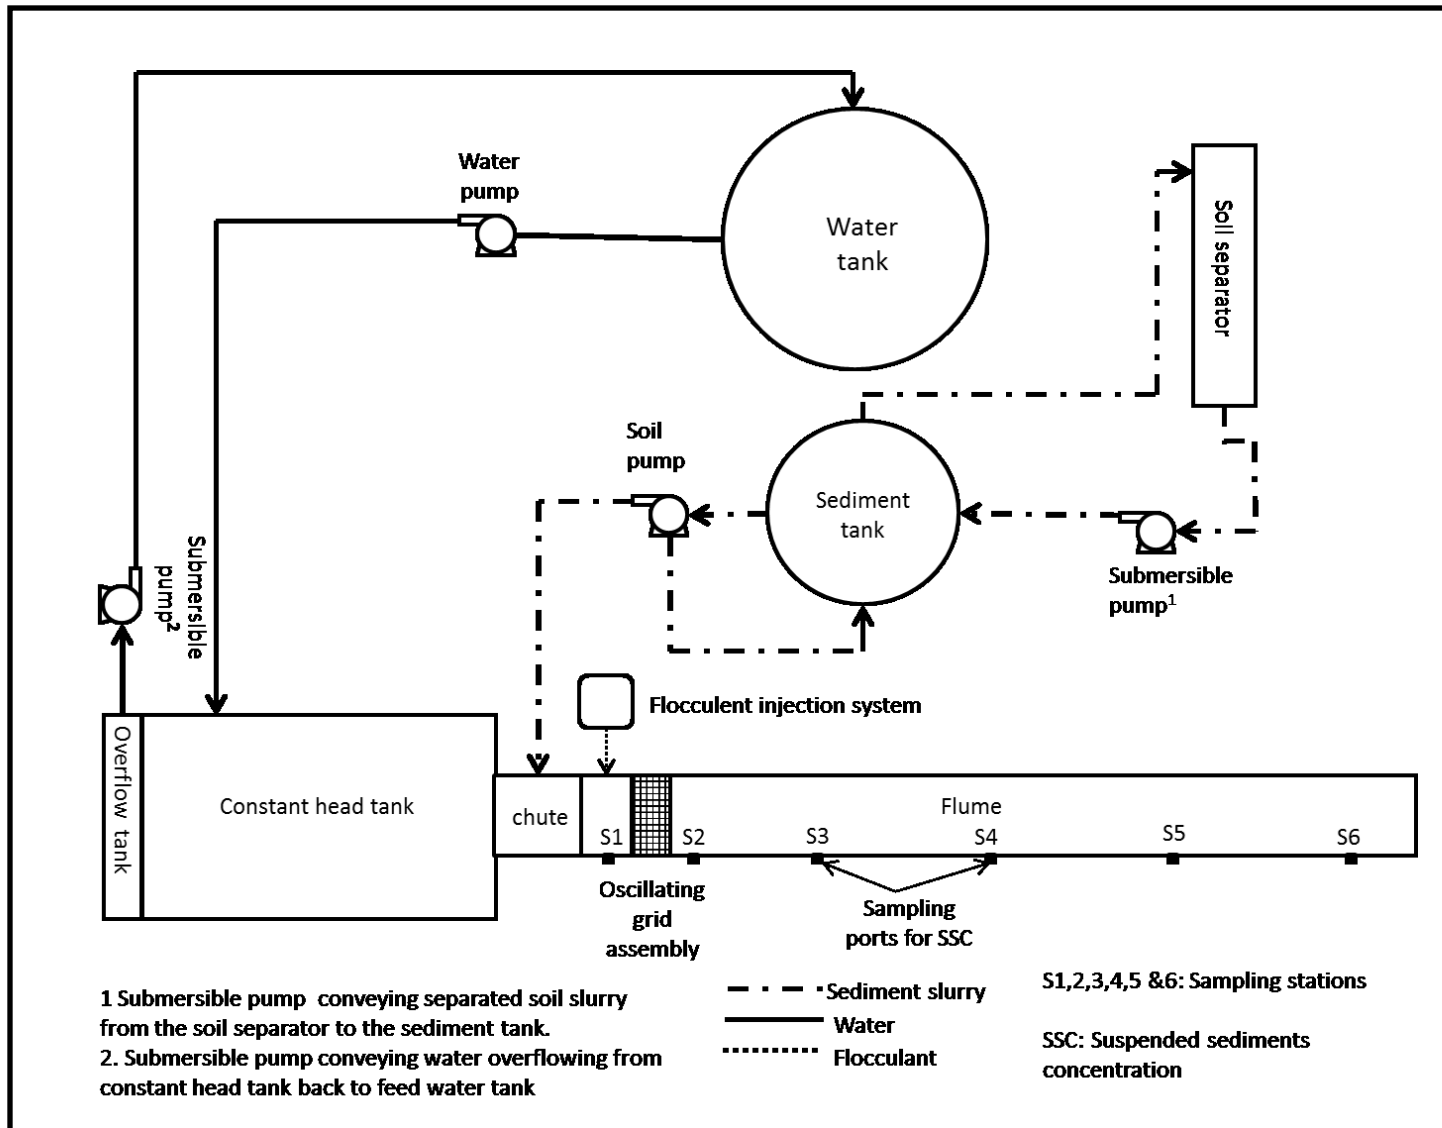 Water
pump
Water
tank
Soil separator
Soil
pump
Sediment
tank
Submersible
pump1
Submersible
pump2
Flocculent injection system
Overflow tank
Constant head tank
chute
Flume
S1
S2
S3
S4
S5
S6
Oscillating
grid
assembly
Sampling
ports for SSC
1 Submersible pump conveying separated soil slurry
from the soil separator to the sediment tank.
2. Submersible pump conveying water overflowing from
constant head tank back to feed water tank
Sediment slurry
Water
Flocculant
S1,2,3,4,5 &6: Sampling stations
SSC: Suspended sediments
concentration